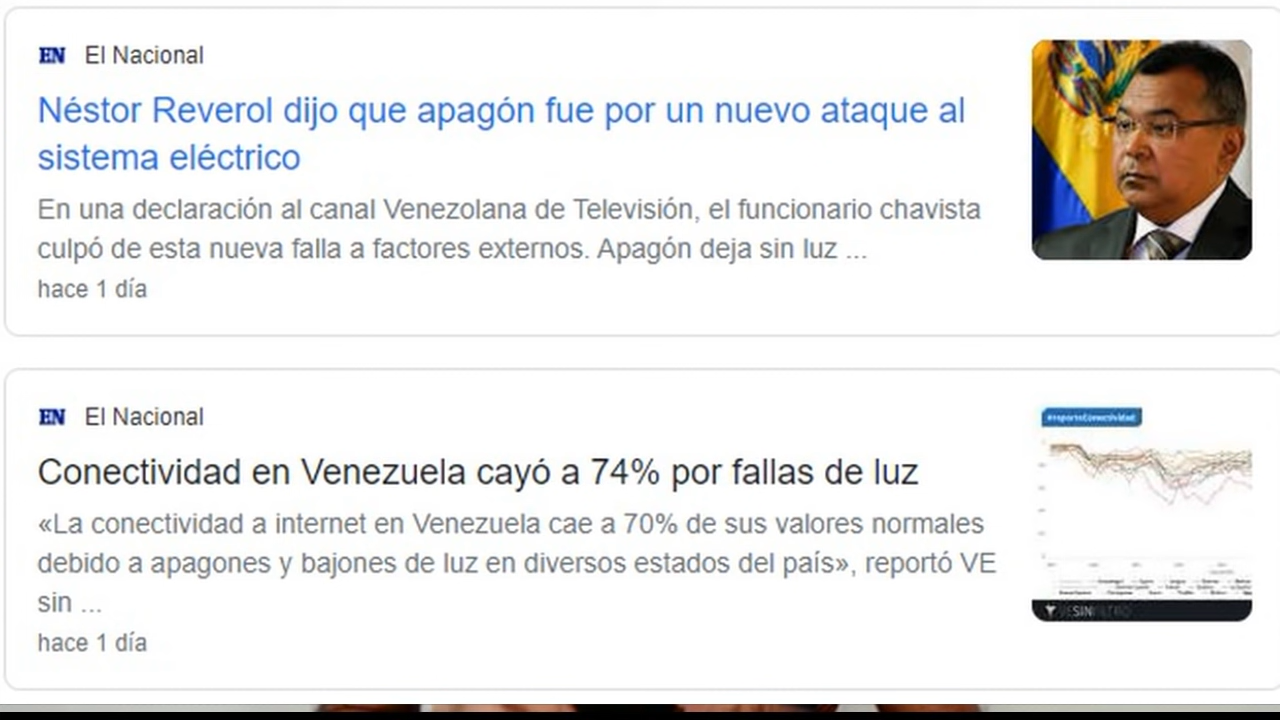 EN El Nacional
Néstor Reverol dijo que apagón fue por un nuevo ataque al
sistema eléctrico
En una declaración al canal Venezolana de Televisión, el funcionario chavista
culpó de esta nueva falla a factores externos. Apagón deja sin luz ...
hace 1 día
EN El Nacional
Conectividad en Venezuela cayó a 74% por fallas de luz
«La conectividad a internet en Venezuela cae a 70% de sus valores normales
debido a apagones y bajones de luz en diversos estados del país», reportó VE
sin ...
hace 1 día
#reporteConectividad
VESINFILTRO